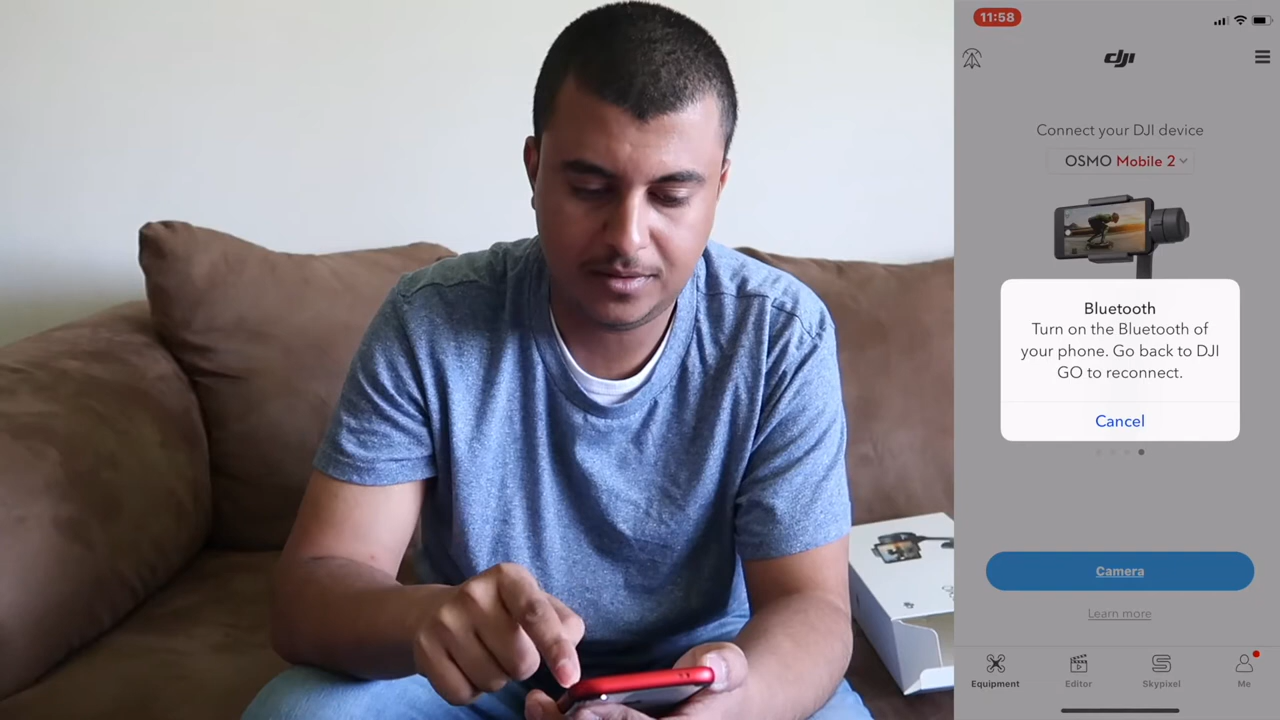 11:58
dji
Connect your DJI device
OSMO Mobile 2
Bluetooth
Turn on the Bluetooth of
your phone. Go back to DJI
GO to reconnect.
Cancel
Camera
Learn more
Equipment
Editor
Skypixel
Me